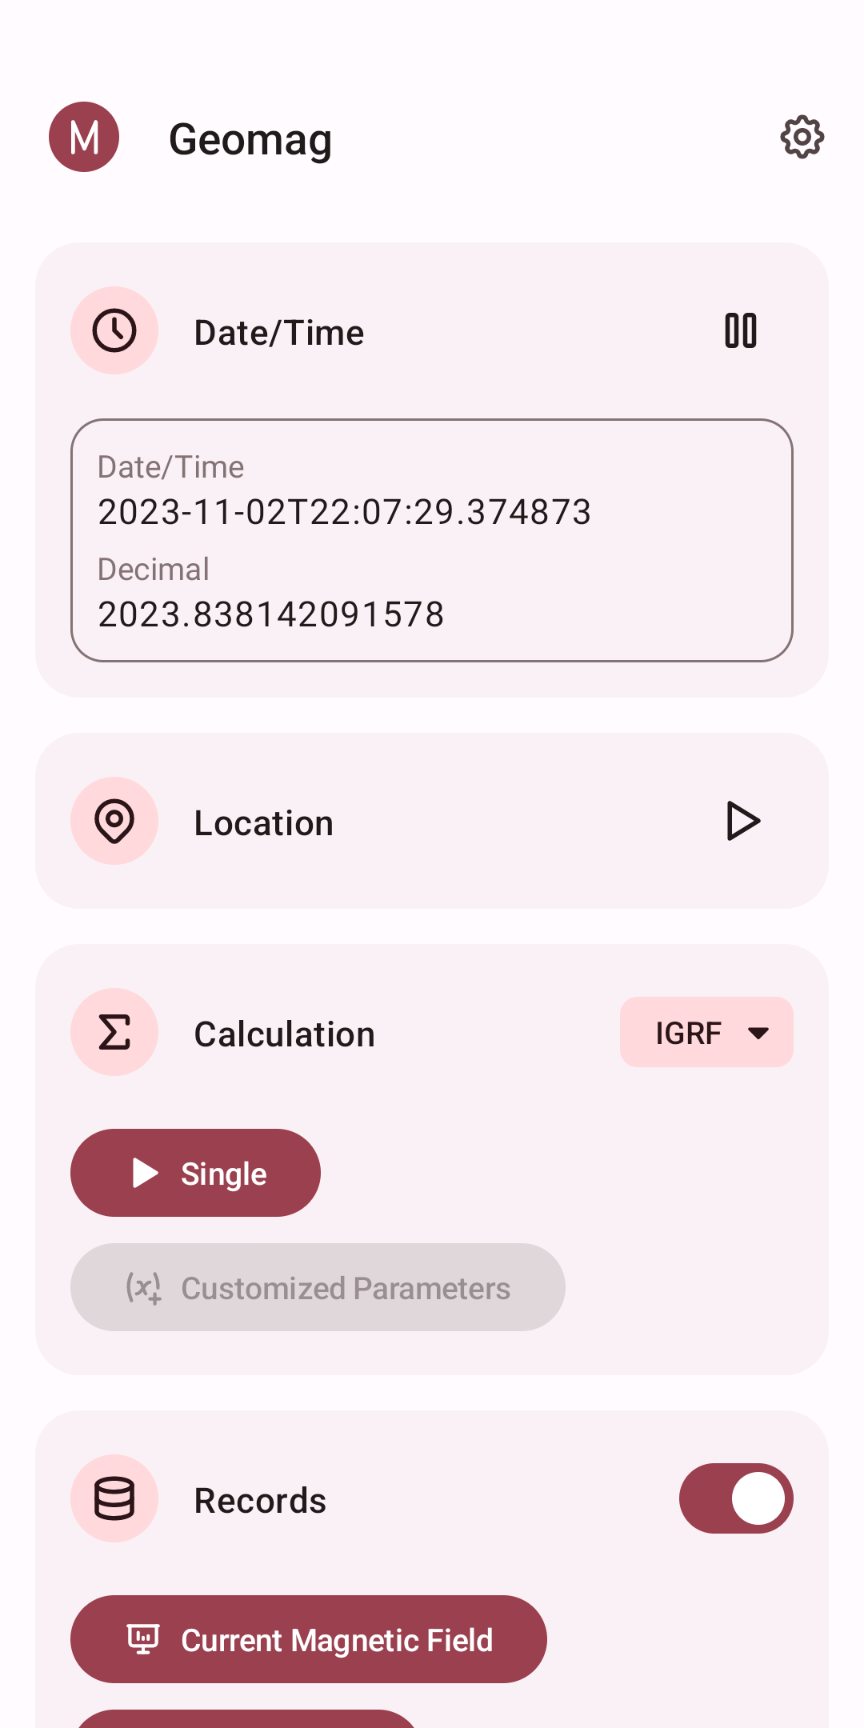 M
Geomag
Date/Time
Date/Time
2023-11-02T22:07:29.374873
Decimal
2023.838142091578
Location
Calculation
IGRF
Single
Customized Parameters
Records
Current Magnetic Field